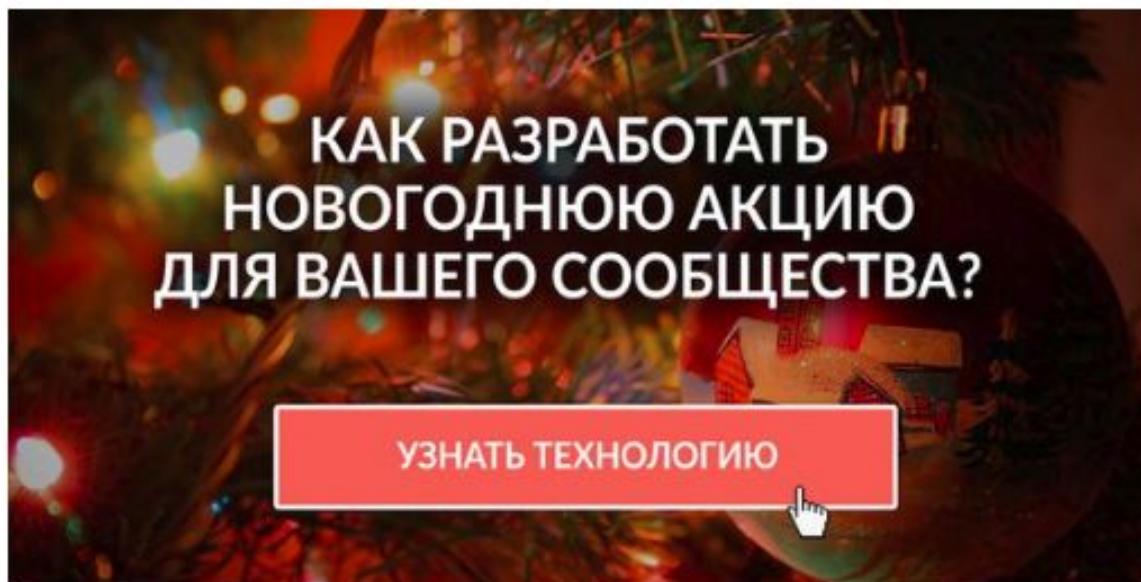 КАК РАЗРАБОТАТЬ
НОВОГОДНЮЮ АКЦИЮ
ДЛЯ ВАШЕГО СООБЩЕСТВА?
УЗНАТЬ ТЕХНОЛОГИЮ